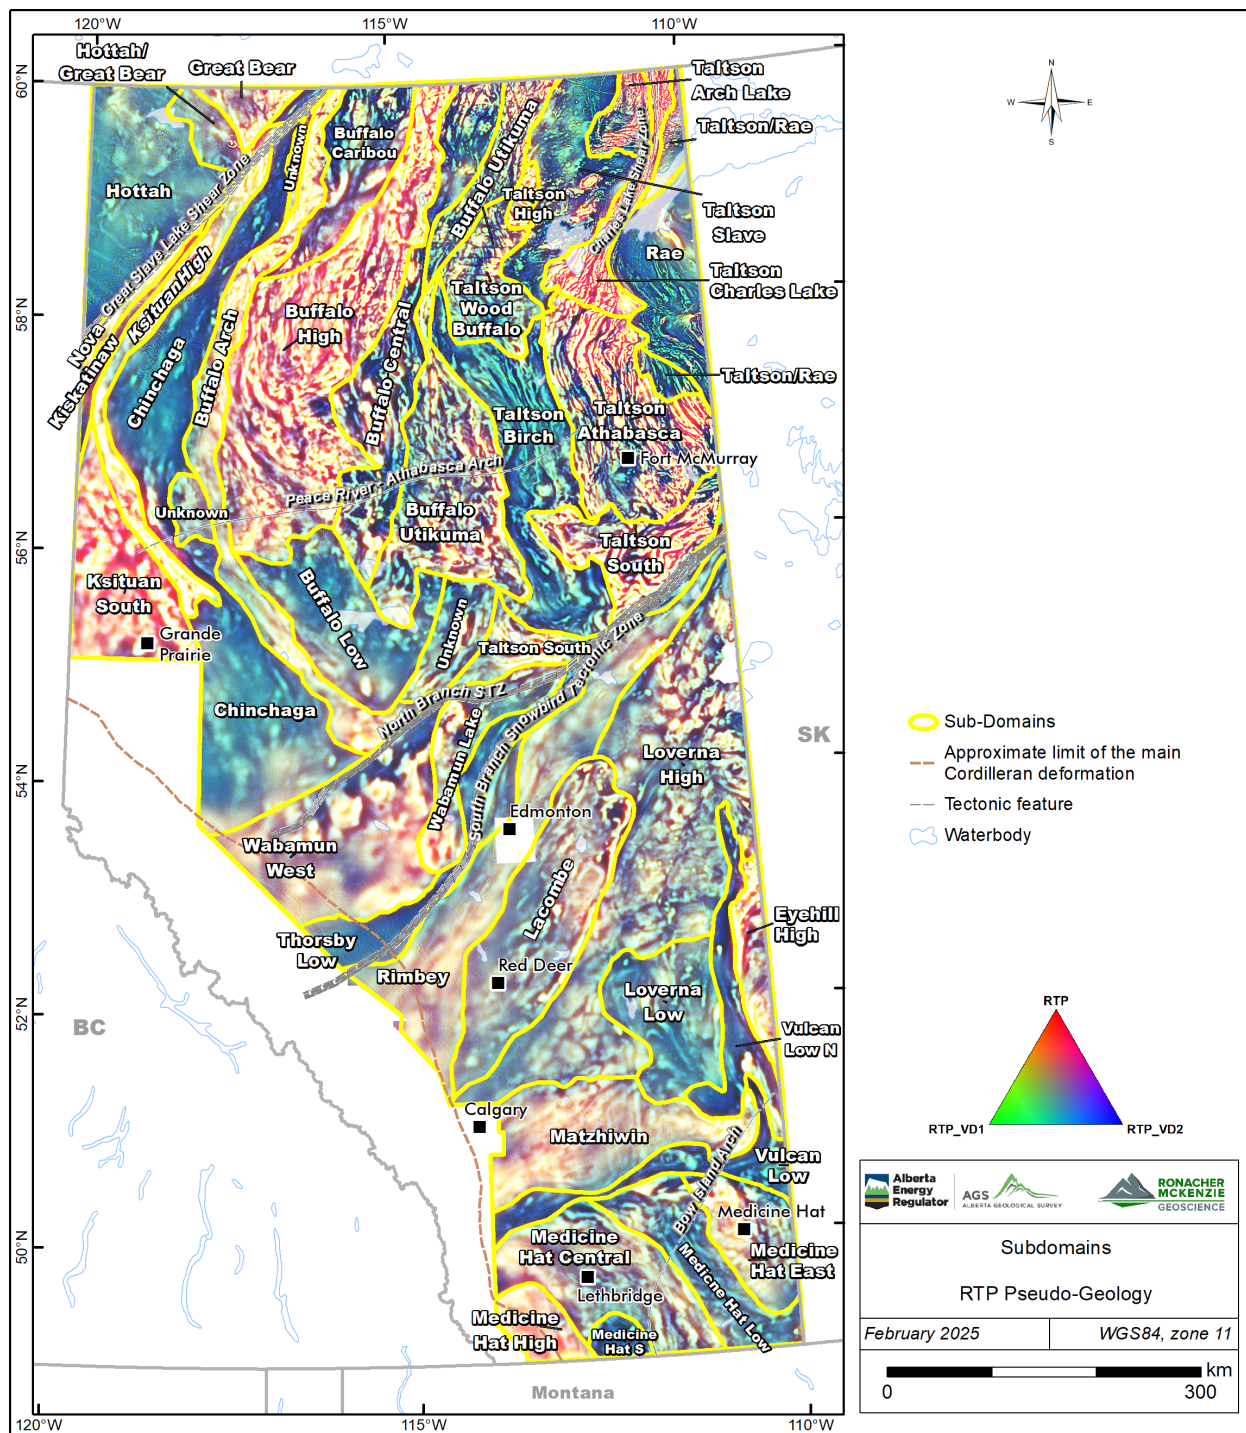 120°W
115°W
110°W
60°N
58°N
56°N
54°N
52°N
50°N
120°W
115°W
110°W
N
W
E
S
Hottah/
Great Bear
Great Bear
Taltson
Arch Lake
Taltson/Rae
Buffalo
Caribou
Unknown
Buffalo Utikuma
Charles Lake Shear Zone
Hottah
Great Slave Lake Shear Zone
Taltson
High
Taltson
Slave
Rae
Taltson
Charles Lake
KsituanHigh
Nova
Kiskatinaw
Chinchaga
Buffalo Arch
Buffalo
High
Buffalo Central
Taltson
Wood
Buffalo
Taltson/Rae
Taltson
Birch
Taltson
Athabasca
Fort McMurray
Peace River - Athabasca Arch
Unknown
Buffalo
Utikuma
Taltson
South
Ksituan
South
Grande
Prairie
Buffalo Low
Unknown
Taltson South
Chinchaga
North Branch STZ
South Branch Snowbird Tectonic Zone
Wabamun Lake
Loverna
High
SK
Edmonton
Wabamun
West
Lacombe
Thorsby
Low
Rimbey
Red Deer
Eyehill
High
Loverna
Low
Vulcan
Low N
BC
Calgary
Matzhiwin
Bow Island Arch
Vulcan
Low
Medicine Hat
Medicine
Hat Central
Medicine
Hat East
Medicne Hat Low
Lethbridge
Medicine
Hat High
Medicine
Hat S
Montana
Sub-Domains
Approximate limit of the main
Cordilleran deformation
Tectonic feature
Waterbody
RTP
RTP_VD1
RTP_VD2
Alberta
Energy
Regulator
AGS
ALBERTA GEOLOGICAL SURVEY
RONACHER
MCKENZIE
GEOSCIENCE
Subdomains
RTP Pseudo-Geology
February 2025
WGS84, zone 11
km
0
300